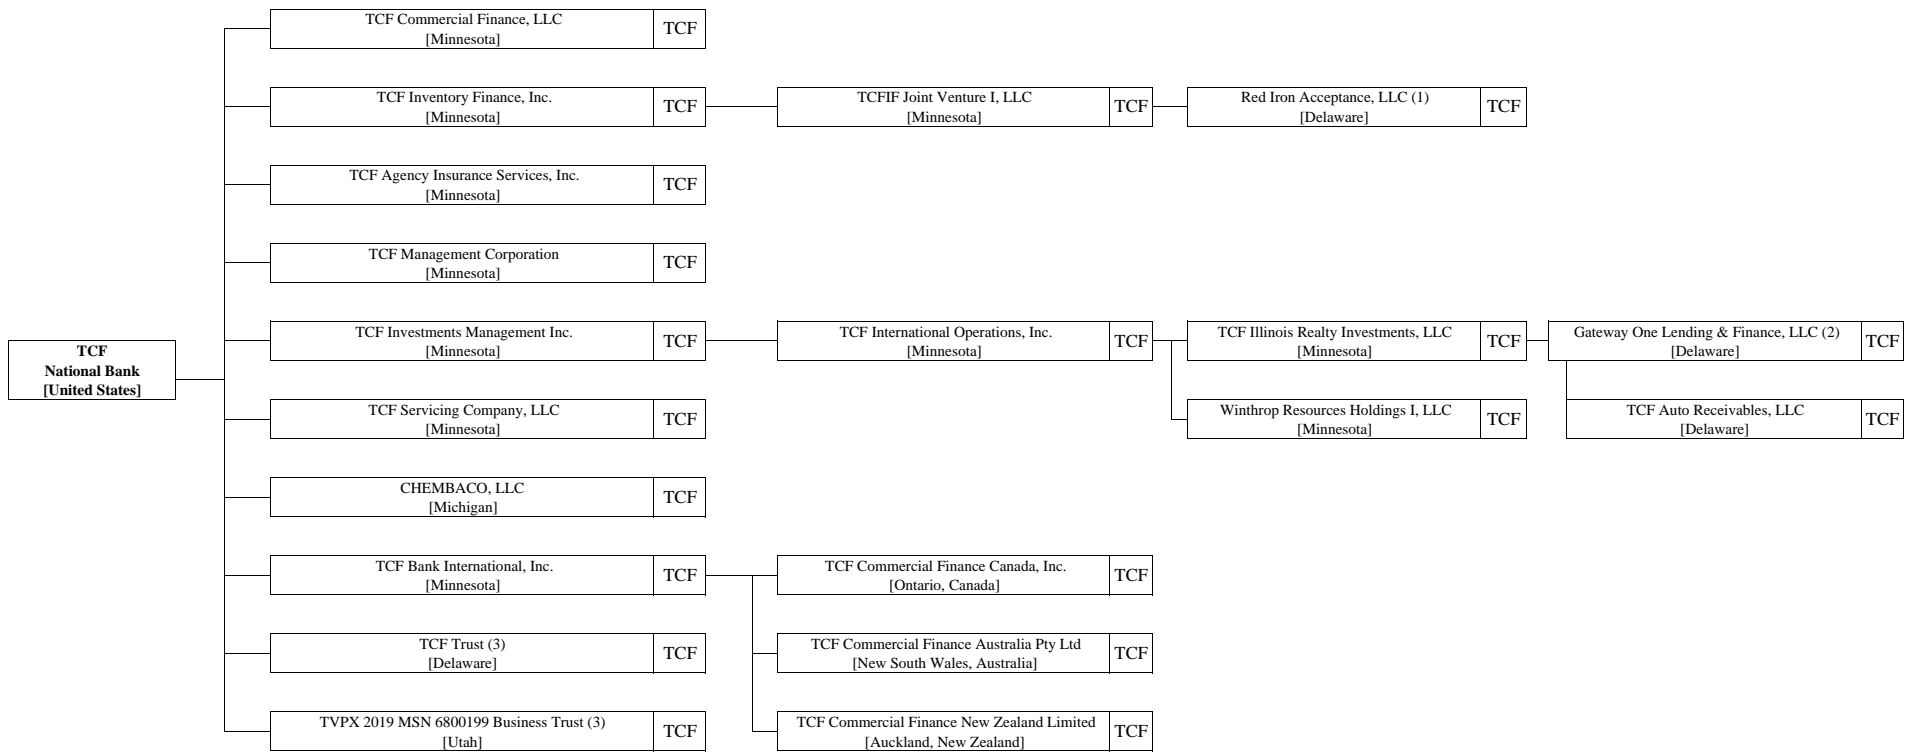 TCF Commercial Finance, LLC
[Minnesota]
TCF
TCF Inventory Finance, Inc.
[Minnesota]
TCF
TCFIF Joint Venture I, LLC
[Minnesota]
TCF
Red Iron Acceptance, LLC (1)
[Delaware]
TCF
TCF Agency Insurance Services, Inc.
[Minnesota]
TCF
TCF Management Corporation
[Minnesota]
TCF
TCF
National Bank
[United States]
TCF Investments Management Inc.
[Minnesota]
TCF
TCF International Operations, Inc.
[Minnesota]
TCF
TCF Illinois Realty Investments, LLC
[Minnesota]
TCF
Gateway One Lending & Finance, LLC (2)
[Delaware]
TCF
TCF Servicing Company, LLC
[Minnesota]
TCF
Winthrop Resources Holdings I, LLC
[Minnesota]
TCF
TCF Auto Receivables, LLC
[Delaware]
TCF
CHEMBACO, LLC
[Michigan]
TCF
TCF Bank International, Inc.
[Minnesota]
TCF
TCF Commercial Finance Canada, Inc.
[Ontario, Canada]
TCF
TCF Trust (3)
[Delaware]
TCF
TCF Commercial Finance Australia Pty Ltd
[New South Wales, Australia]
TCF
TVPX 2019 MSN 6800199 Business Trust (3)
[Utah]
TCF
TCF Commercial Finance New Zealand Limited
[Auckland, New Zealand]
TCF